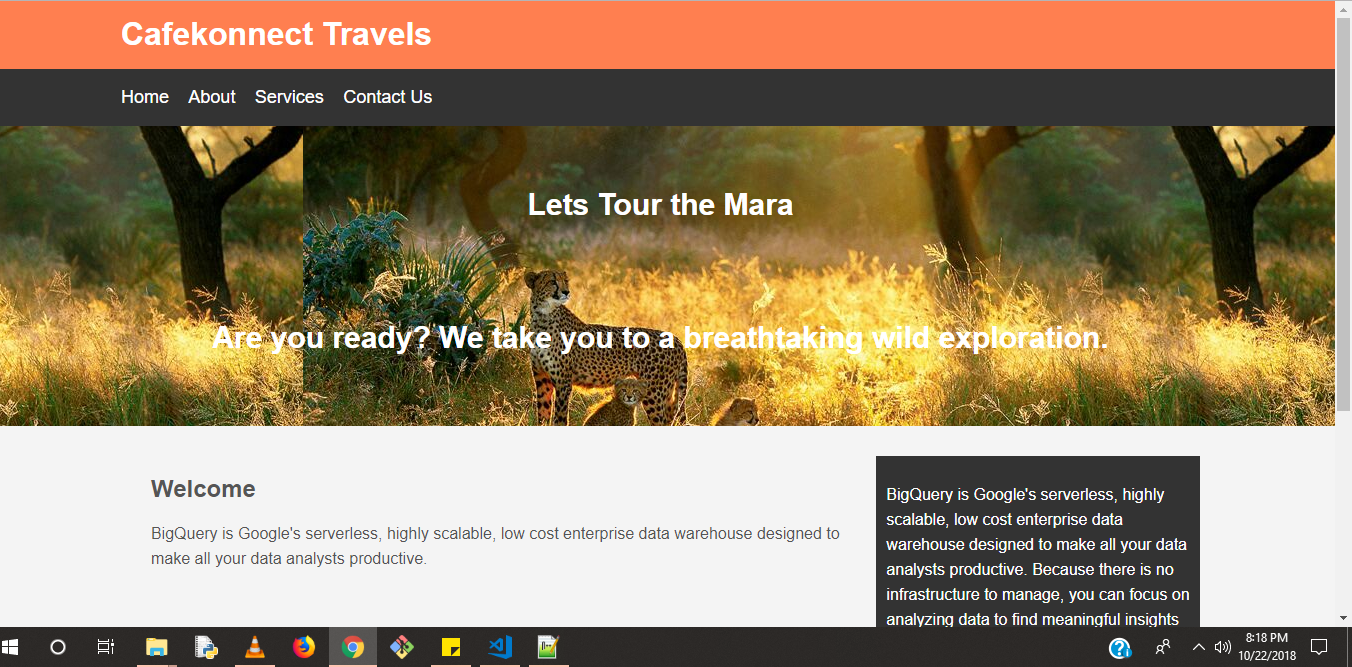 Cafekonnect Travels
Home About Services Contact Us
Lets Tour the Mara
Are you ready? We take you to a breathtaking wild exploration.
Welcome
BigQuery is Google's serverless, highly scalable, low cost enterprise data warehouse designed to
make all your data analysts productive.
BigQuery is Google's serverless, highly
scalable, low cost enterprise data
warehouse designed to make all your data
analysts productive. Because there is no
infrastructure to manage, you can focus on
analyzing data to find meaningful insights
8:18 PM
10/22/2018